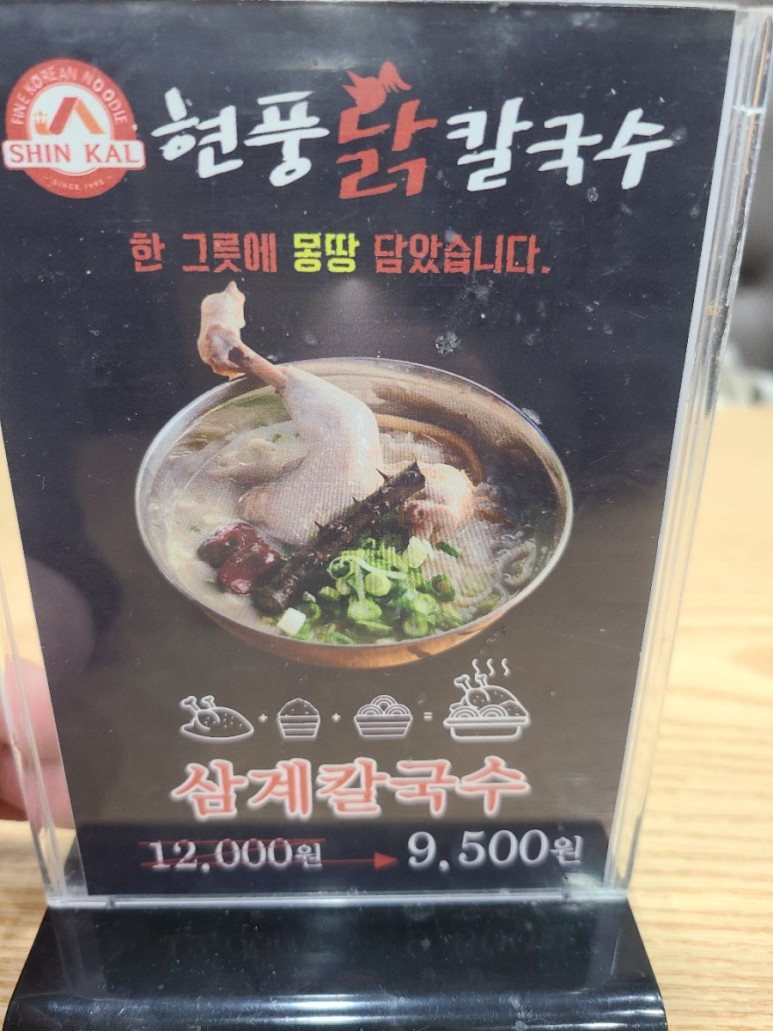 FINE KOREAN NOODLE
SHIN KAL
SINCE 1995
현풍닭칼국수
한 그릇에 몽땅 담았습니다.
+ + =
삼계칼국수
12,000원 9,500원